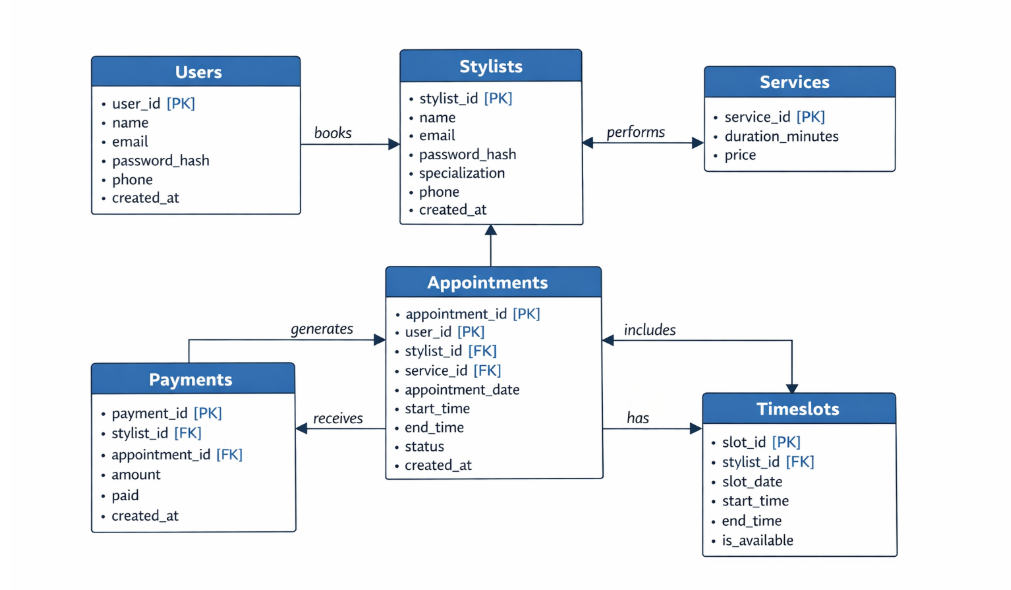 Users
• user_id [PK]
• name
• email
• password_hash
• phone
• created_at
books
Stylists
• stylist_id [PK]
• name
• email
• password_hash
• specialization
• phone
• created_at
performs
Services
• service_id [PK]
• duration_minutes
• price
Appointments
• appointment_id [PK]
• user_id [PK]
• stylist_id [FK]
• service_id [FK]
• appointment_date
• start_time
• end_time
• status
• created_at
generates
receives
includes
has
Payments
• payment_id [PK]
• stylist_id [FK]
• appointment_id [FK]
• amount
• paid
• created_at
Timeslots
• slot_id [PK]
• stylist_id [FK]
• slot_date
• start_time
• end_time
• is_available